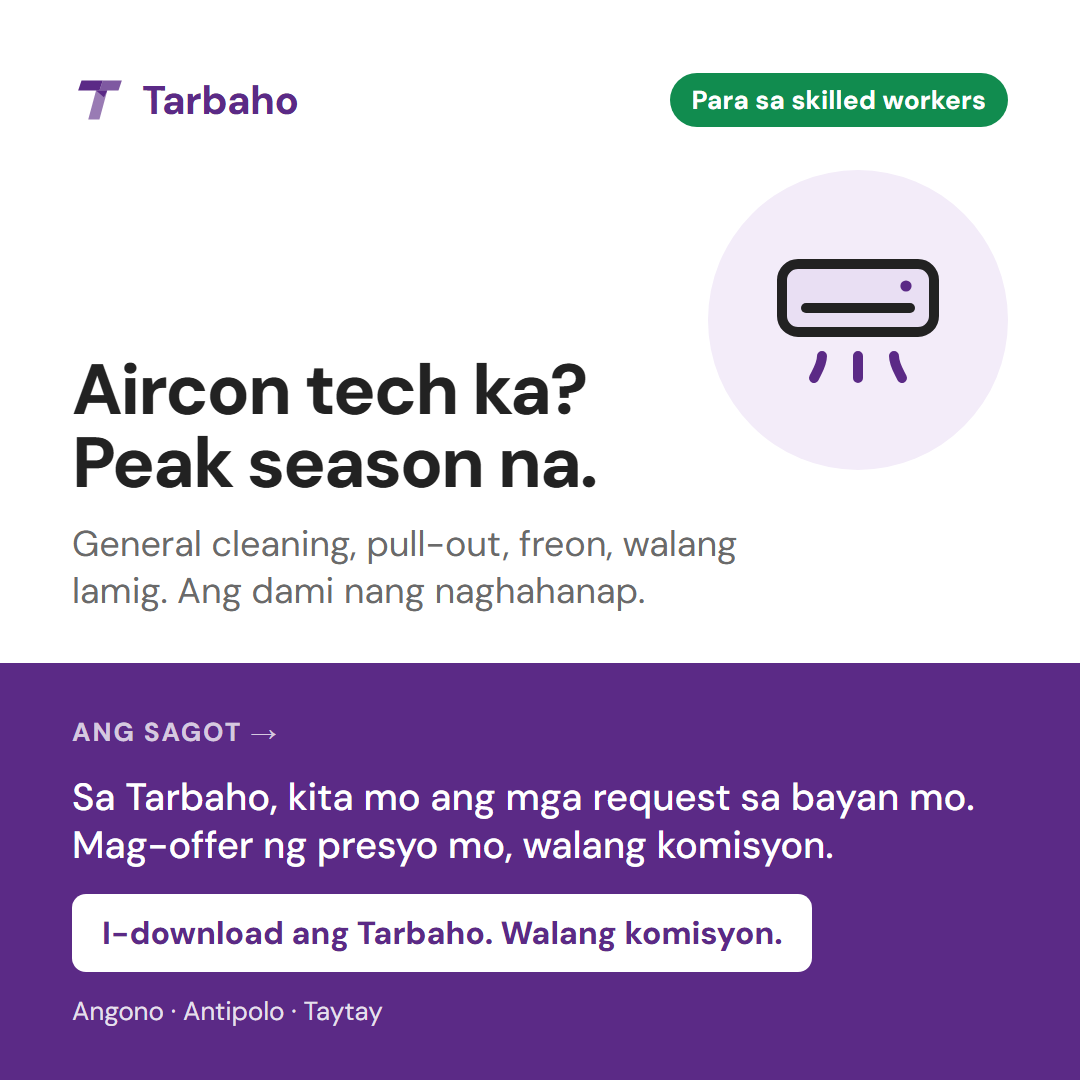 Tarbaho
Para sa skilled workers
Aircon tech ka?
Peak season na.
General cleaning, pull-out, freon, walang
lamig. Ang dami nang naghahanap.
ANG SAGOT →
Sa Tarbaho, kita mo ang mga request sa bayan mo.
Mag-offer ng presyo mo, walang komisyon.
I-download ang Tarbaho. Walang komisyon.
Angono · Antipolo · Taytay